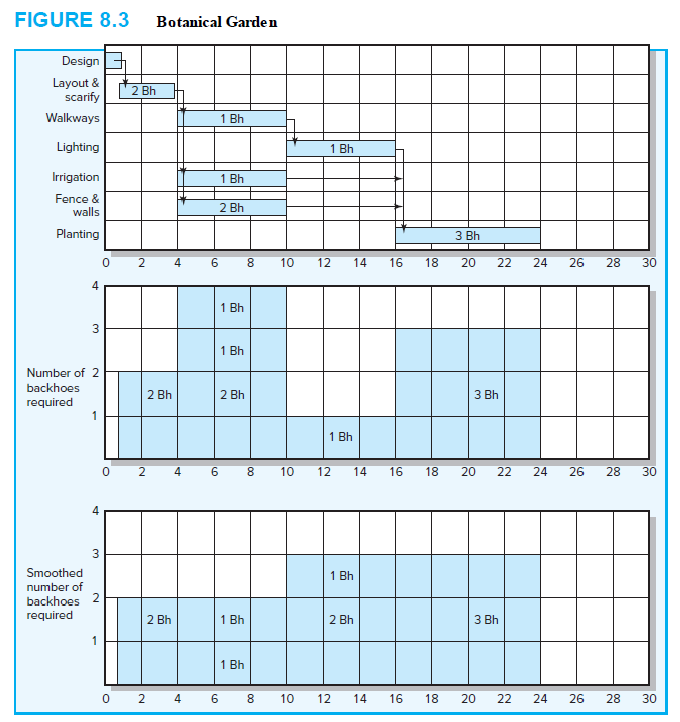 FIGURE 8.3 Botanical Garden
Design
Layout &
scarify
2 Bh
Walkways
1 Bh
Lighting
1 Bh
Irrigation
1 Bh
Fence &
walls
2 Bh
Planting
3 Bh
0 2 4 6 8 10 12 14 16 18 20 22 24 26 28 30
4
1 Bh
3
1 Bh
Number of
backhoes
required
2
2 Bh 2 Bh 3 Bh
1
1 Bh
0 2 4 6 8 10 12 14 16 18 20 22 24 26 28 30
4
3
Smoothed
number of
backhoes
required
1 Bh
2
2 Bh 1 Bh 2 Bh 3 Bh
1
1 Bh
0 2 4 6 8 10 12 14 16 18 20 22 24 26 28 30